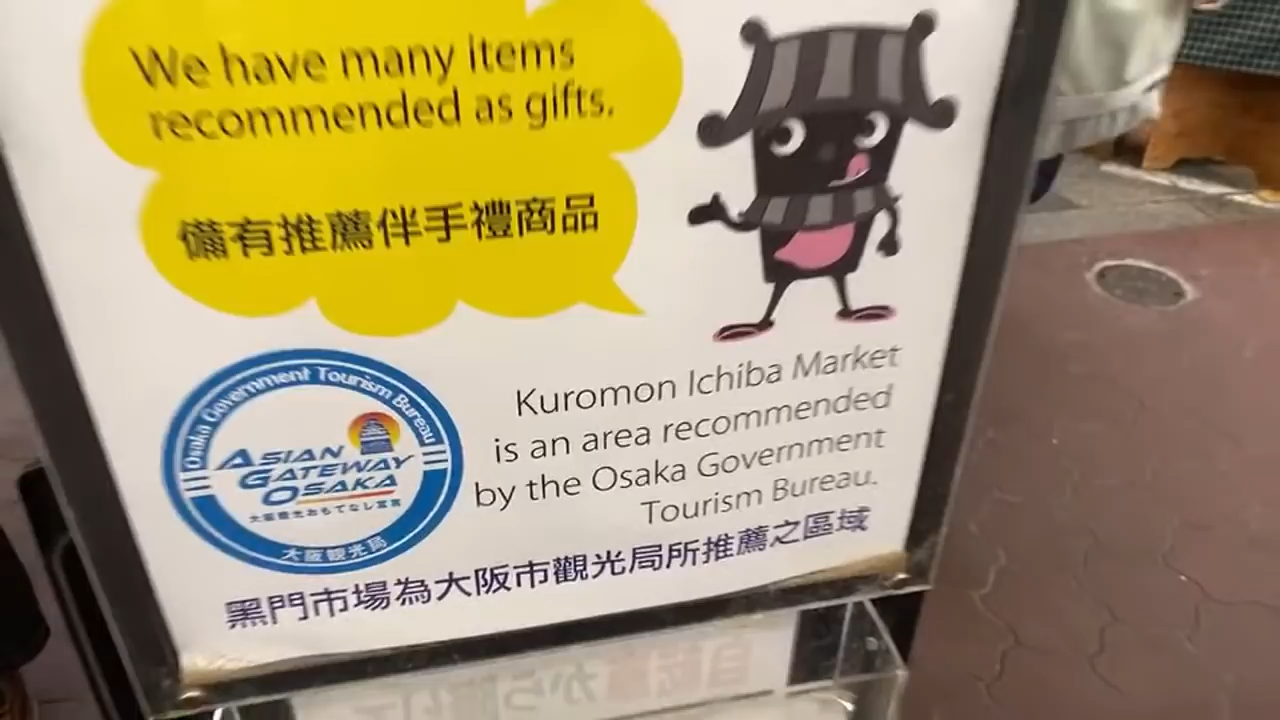 We have many items
recommended as gifts.
備有推薦伴手禮商品
Osaka Government Tourism Bureau
ASIAN
GATEWAY
OSAKA
大阪観光おもてなし宣言
大阪観光局
Kuromon Ichiba Market
is an area recommended
by the Osaka Government
Tourism Bureau.
黑門市場為大阪市觀光局所推薦之區域